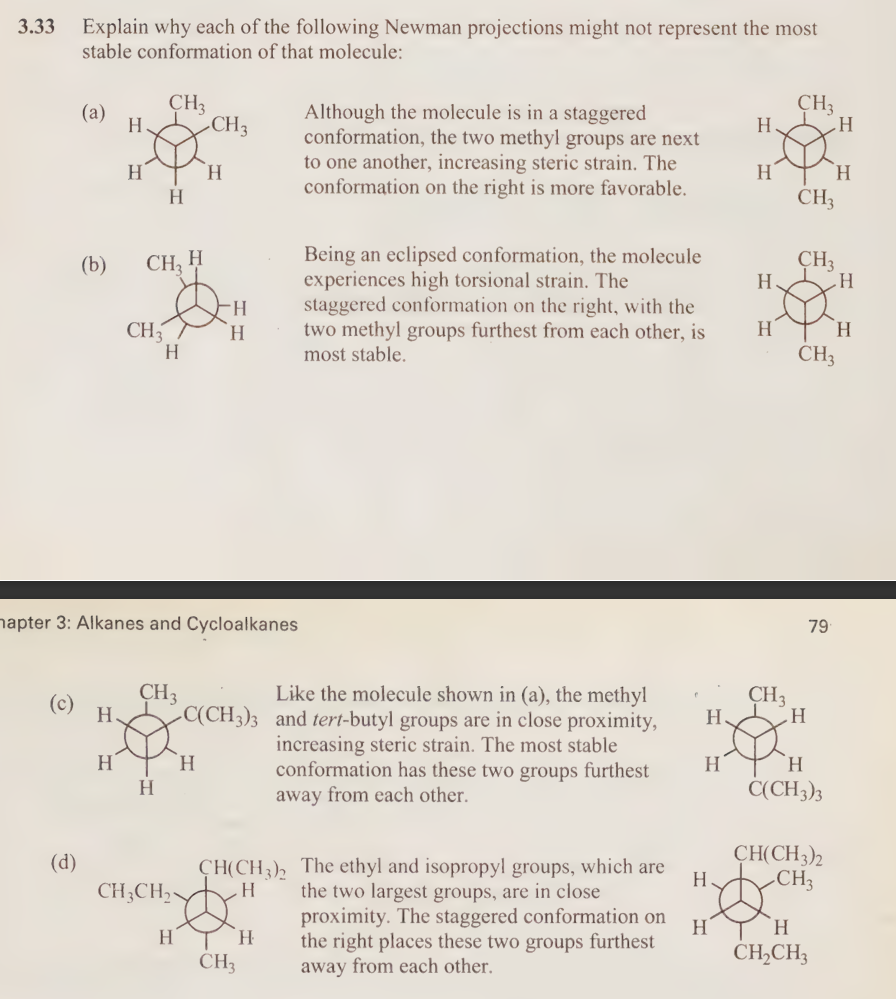 3.33 Explain why each of the following Newman projections might not represent the most
stable conformation of that molecule:
(a)
CH3
H CH3
H H
H
Although the molecule is in a staggered
conformation, the two methyl groups are next
to one another, increasing steric strain. The
conformation on the right is more favorable.
CH3
H H
H H
CH3
(b)
CH3 H
H
CH3 H
H
Being an eclipsed conformation, the molecule
experiences high torsional strain. The
staggered conformation on the right, with the
two methyl groups furthest from each other, is
most stable.
CH3
H H
H H
CH3
hapter 3: Alkanes and Cycloalkanes 79
(c)
CH3
H C(CH3)3
H H
H
Like the molecule shown in (a), the methyl
and tert-butyl groups are in close proximity,
increasing steric strain. The most stable
conformation has these two groups furthest
away from each other.
CH3
H H
H H
C(CH3)3
(d)
CH(CH3)2
CH3CH2 H
H H
CH3
The ethyl and isopropyl groups, which are
the two largest groups, are in close
proximity. The staggered conformation on
the right places these two groups furthest
away from each other.
CH(CH3)2
H CH3
H H
CH2CH3